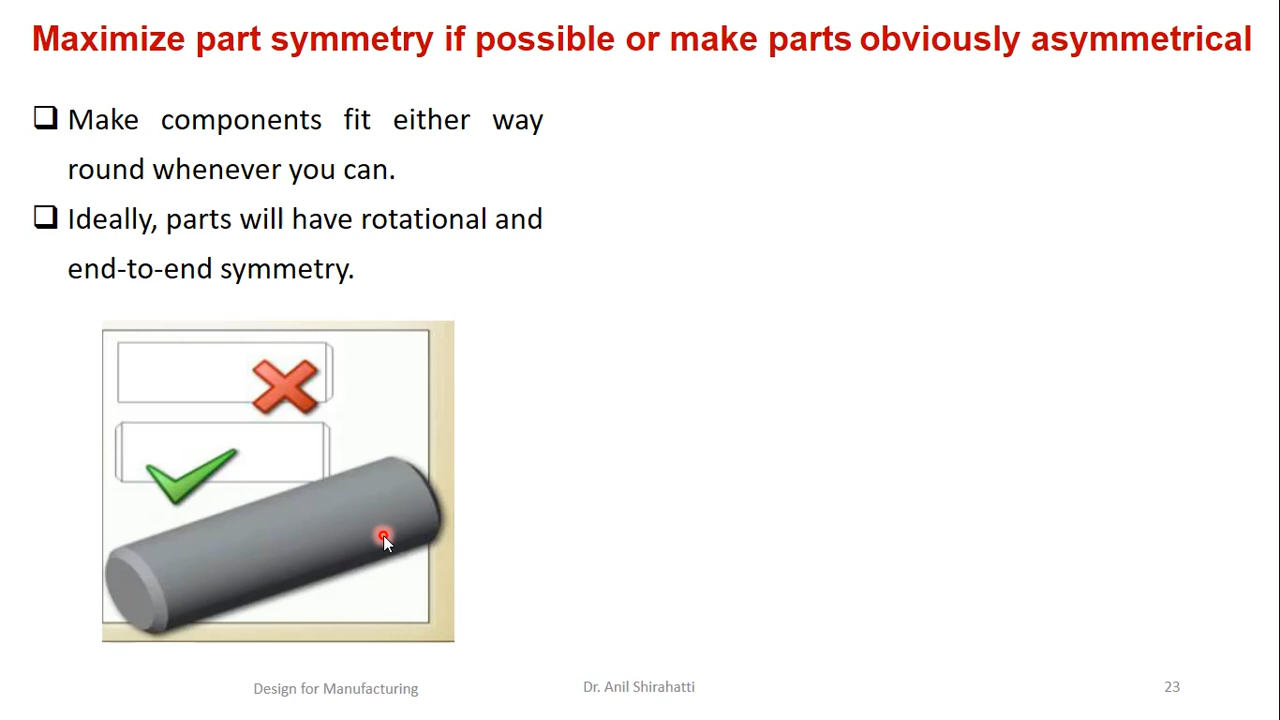 Maximize part symmetry if possible or make parts obviously asymmetrical
Make components fit either way
round whenever you can.
Ideally, parts will have rotational and
end-to-end symmetry.
Design for Manufacturing
Dr. Anil Shirahatti
23